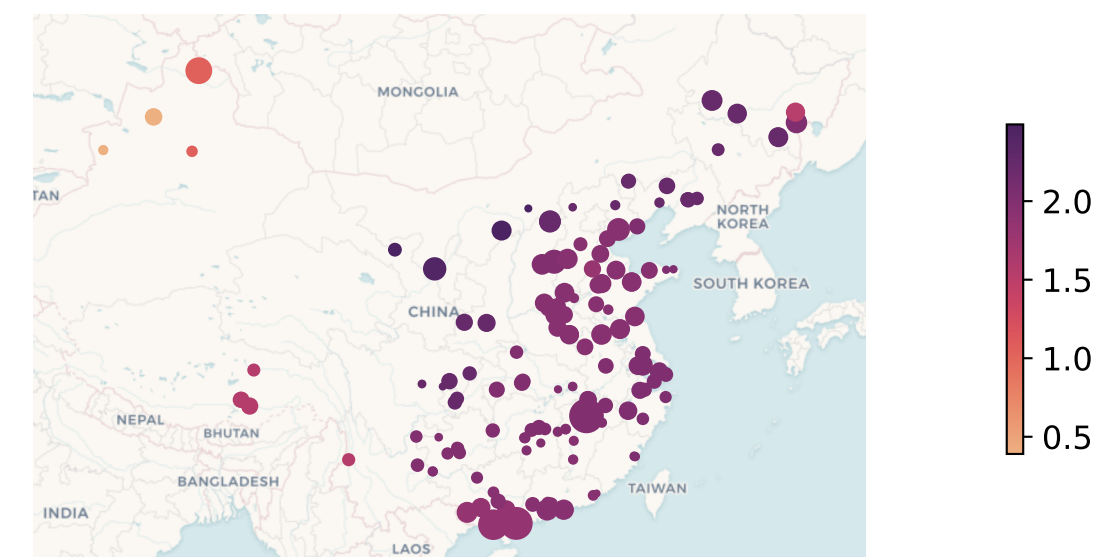 MONGOLIA
TAN
NORTH
KOREA
SOUTH KOREA
CHINA
NEPAL
BHUTAN
BANGLADESH
TAIWAN
INDIA
LAOS
2.0
1.5
1.0
0.5